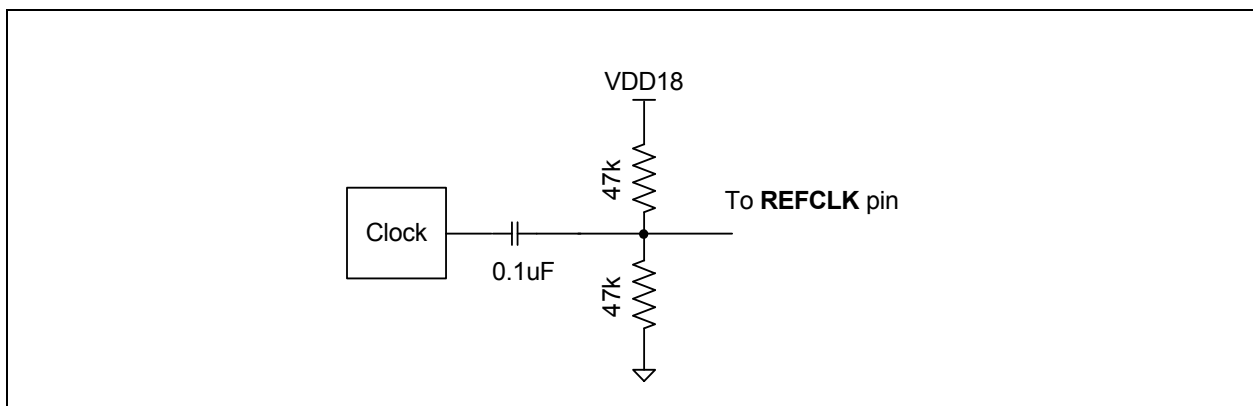 VDD18
47k
To REFCLK pin
Clock
0.1uF
47k